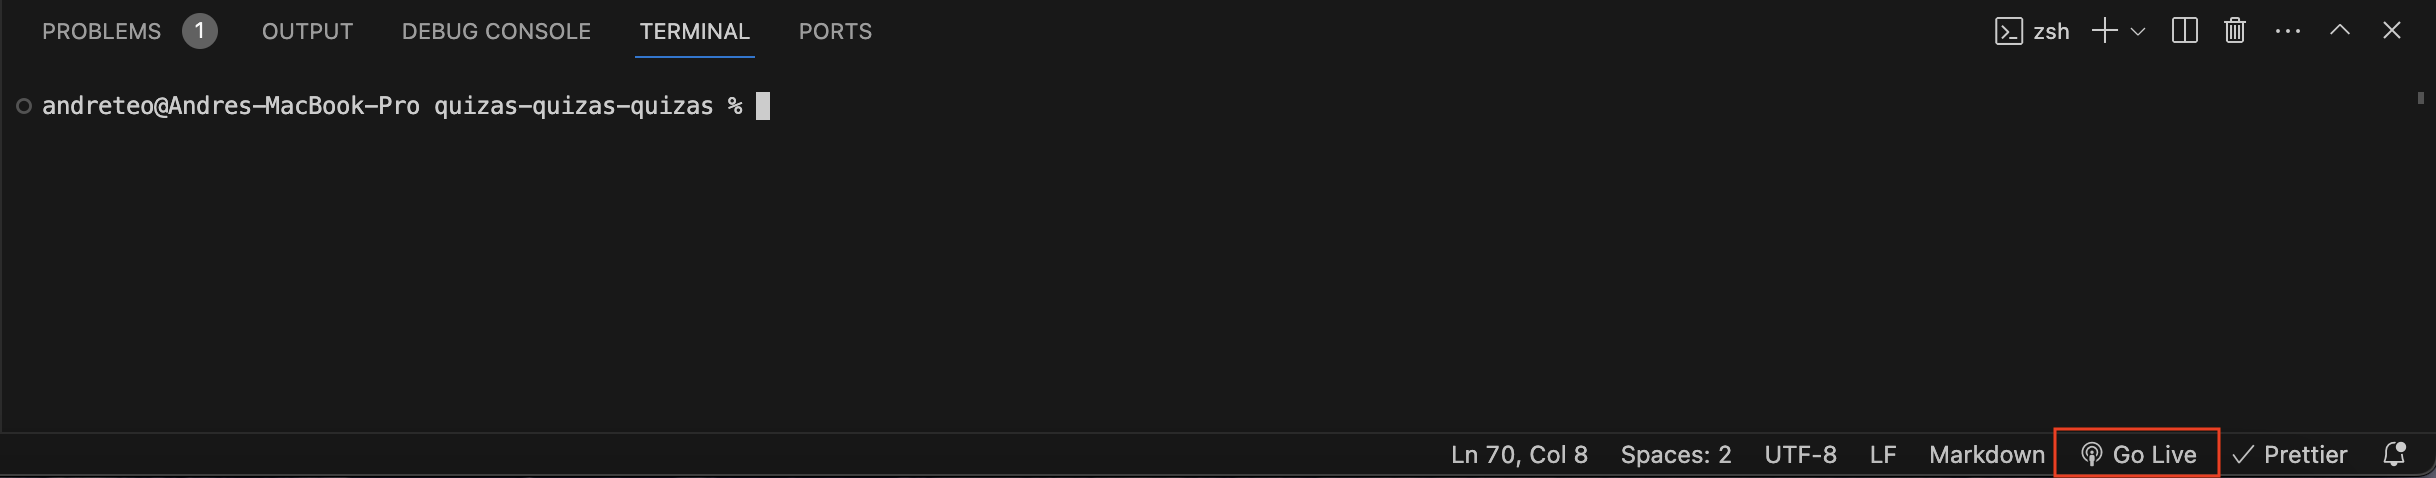 PROBLEMS 1 OUTPUT DEBUG CONSOLE TERMINAL PORTS zsh
andreteo@Andres-MacBook-Pro quizas-quizas-quizas %
Ln 70, Col 8 Spaces: 2 UTF-8 LF Markdown Go Live Prettier